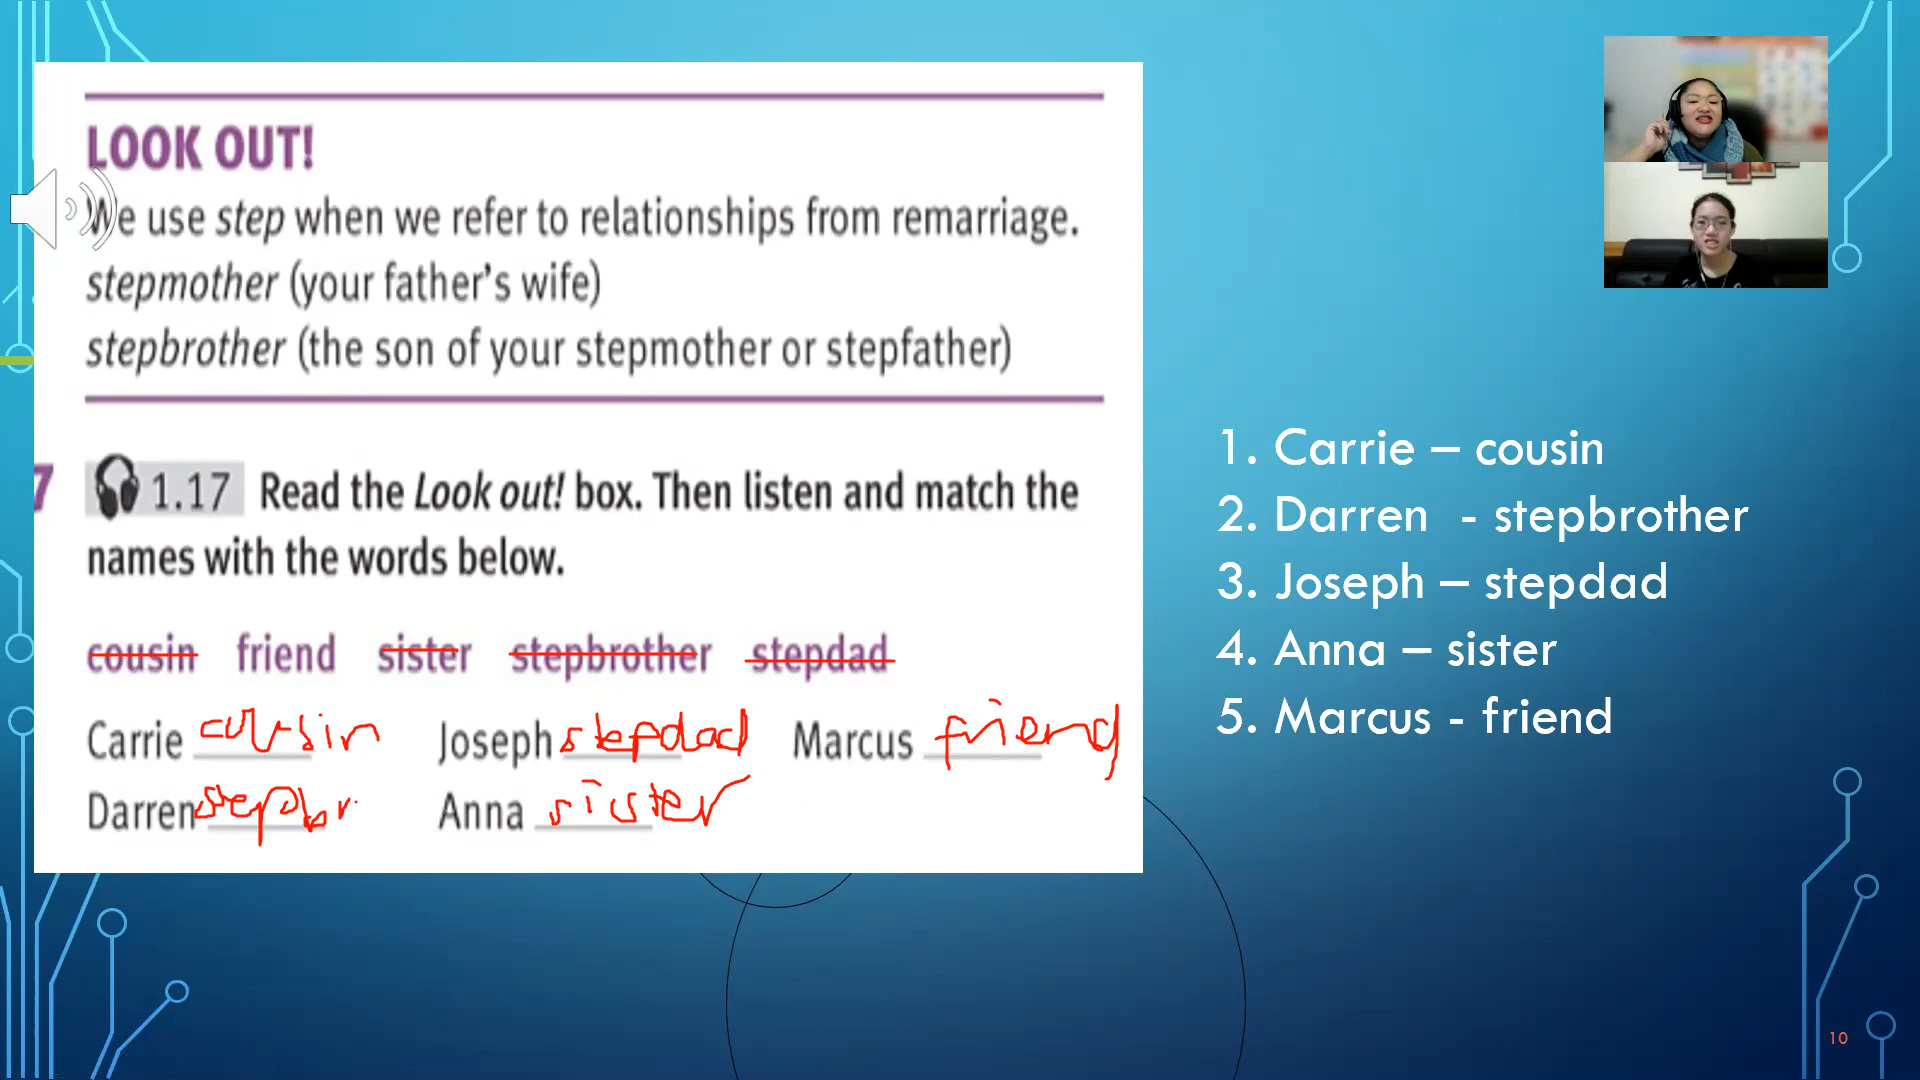 LOOK OUT!
We use step when we refer to relationships from remarriage.
stepmother (your father's wife)
stepbrother (the son of your stepmother or stepfather)
7 1.17 Read the Look out! box. Then listen and match the
names with the words below.
cousin friend sister stepbrother stepdad
Carrie cousin Joseph stepdad Marcus friend
Darren stepbr Anna sister
1. Carrie – cousin
2. Darren - stepbrother
3. Joseph – stepdad
4. Anna – sister
5. Marcus - friend
10